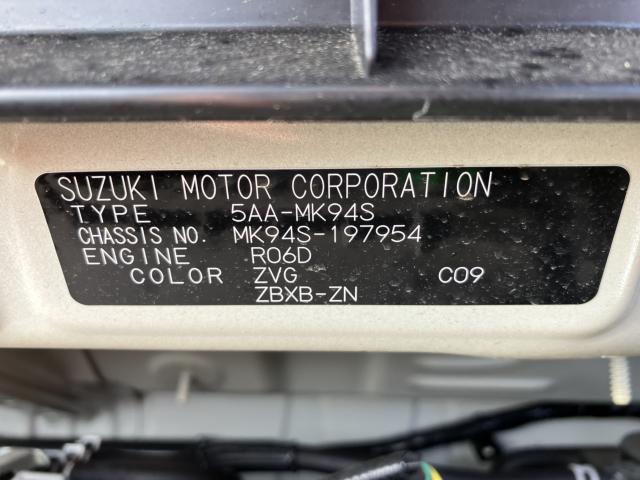 SUZUKI MOTOR CORPORATION
TYPE 5AA-MK94S
CHASSIS NO. MK94S-197954
ENGINE R06D
COLOR ZVG C09
ZBXB-ZN